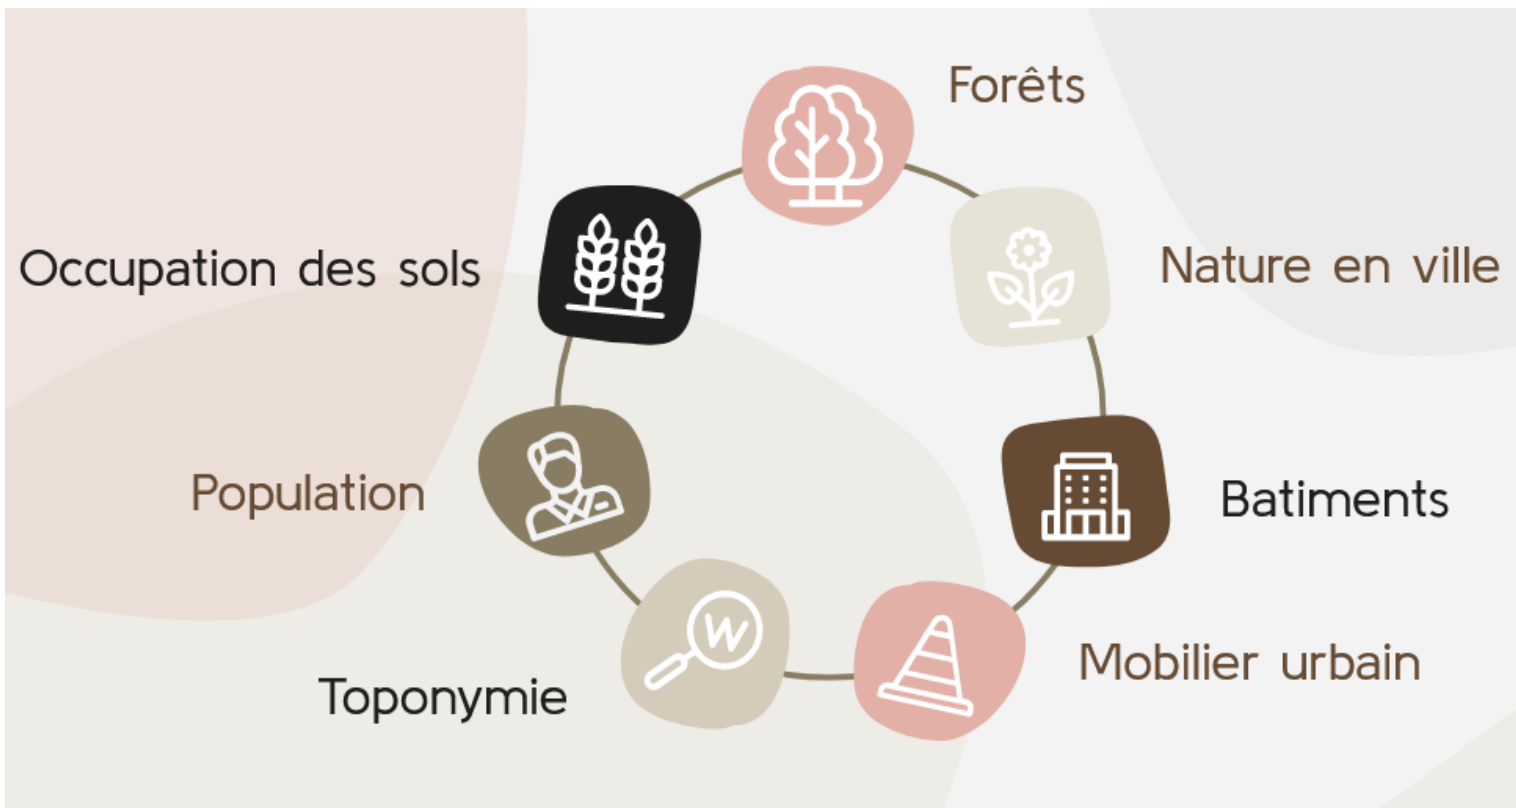 Forêts
Occupation des sols
Nature en ville
Population
Batiments
Toponymie
Mobilier urbain
W